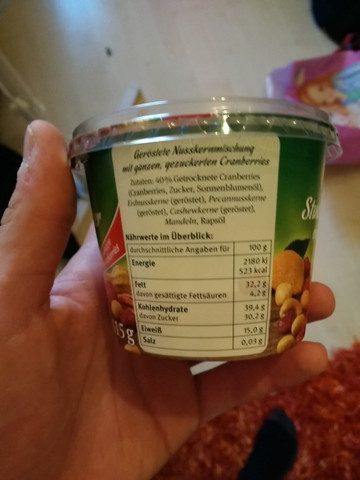 Geröstete Nusskernmischung
mit ganzen, gezuckerten Cranberries
Zutaten: 40% Getrocknete Cranberries
(Cranberries, Zucker, Sonnenblumenöl),
Erdnusskerne (geröstet), Pecannusskerne
(geröstet), Cashewkerne (geröstet),
Mandeln, Rapsöl
Nährwerte im Überblick:
durchschnittliche Angaben für 100 g
Energie 2180 kJ
523 kcal
Fett 32,2 g
davon gesättigte Fettsäuren 4,2 g
Kohlenhydrate 39,4 g
davon Zucker 30,2 g
Eiweiß 15,0 g
Salz 0,03 g